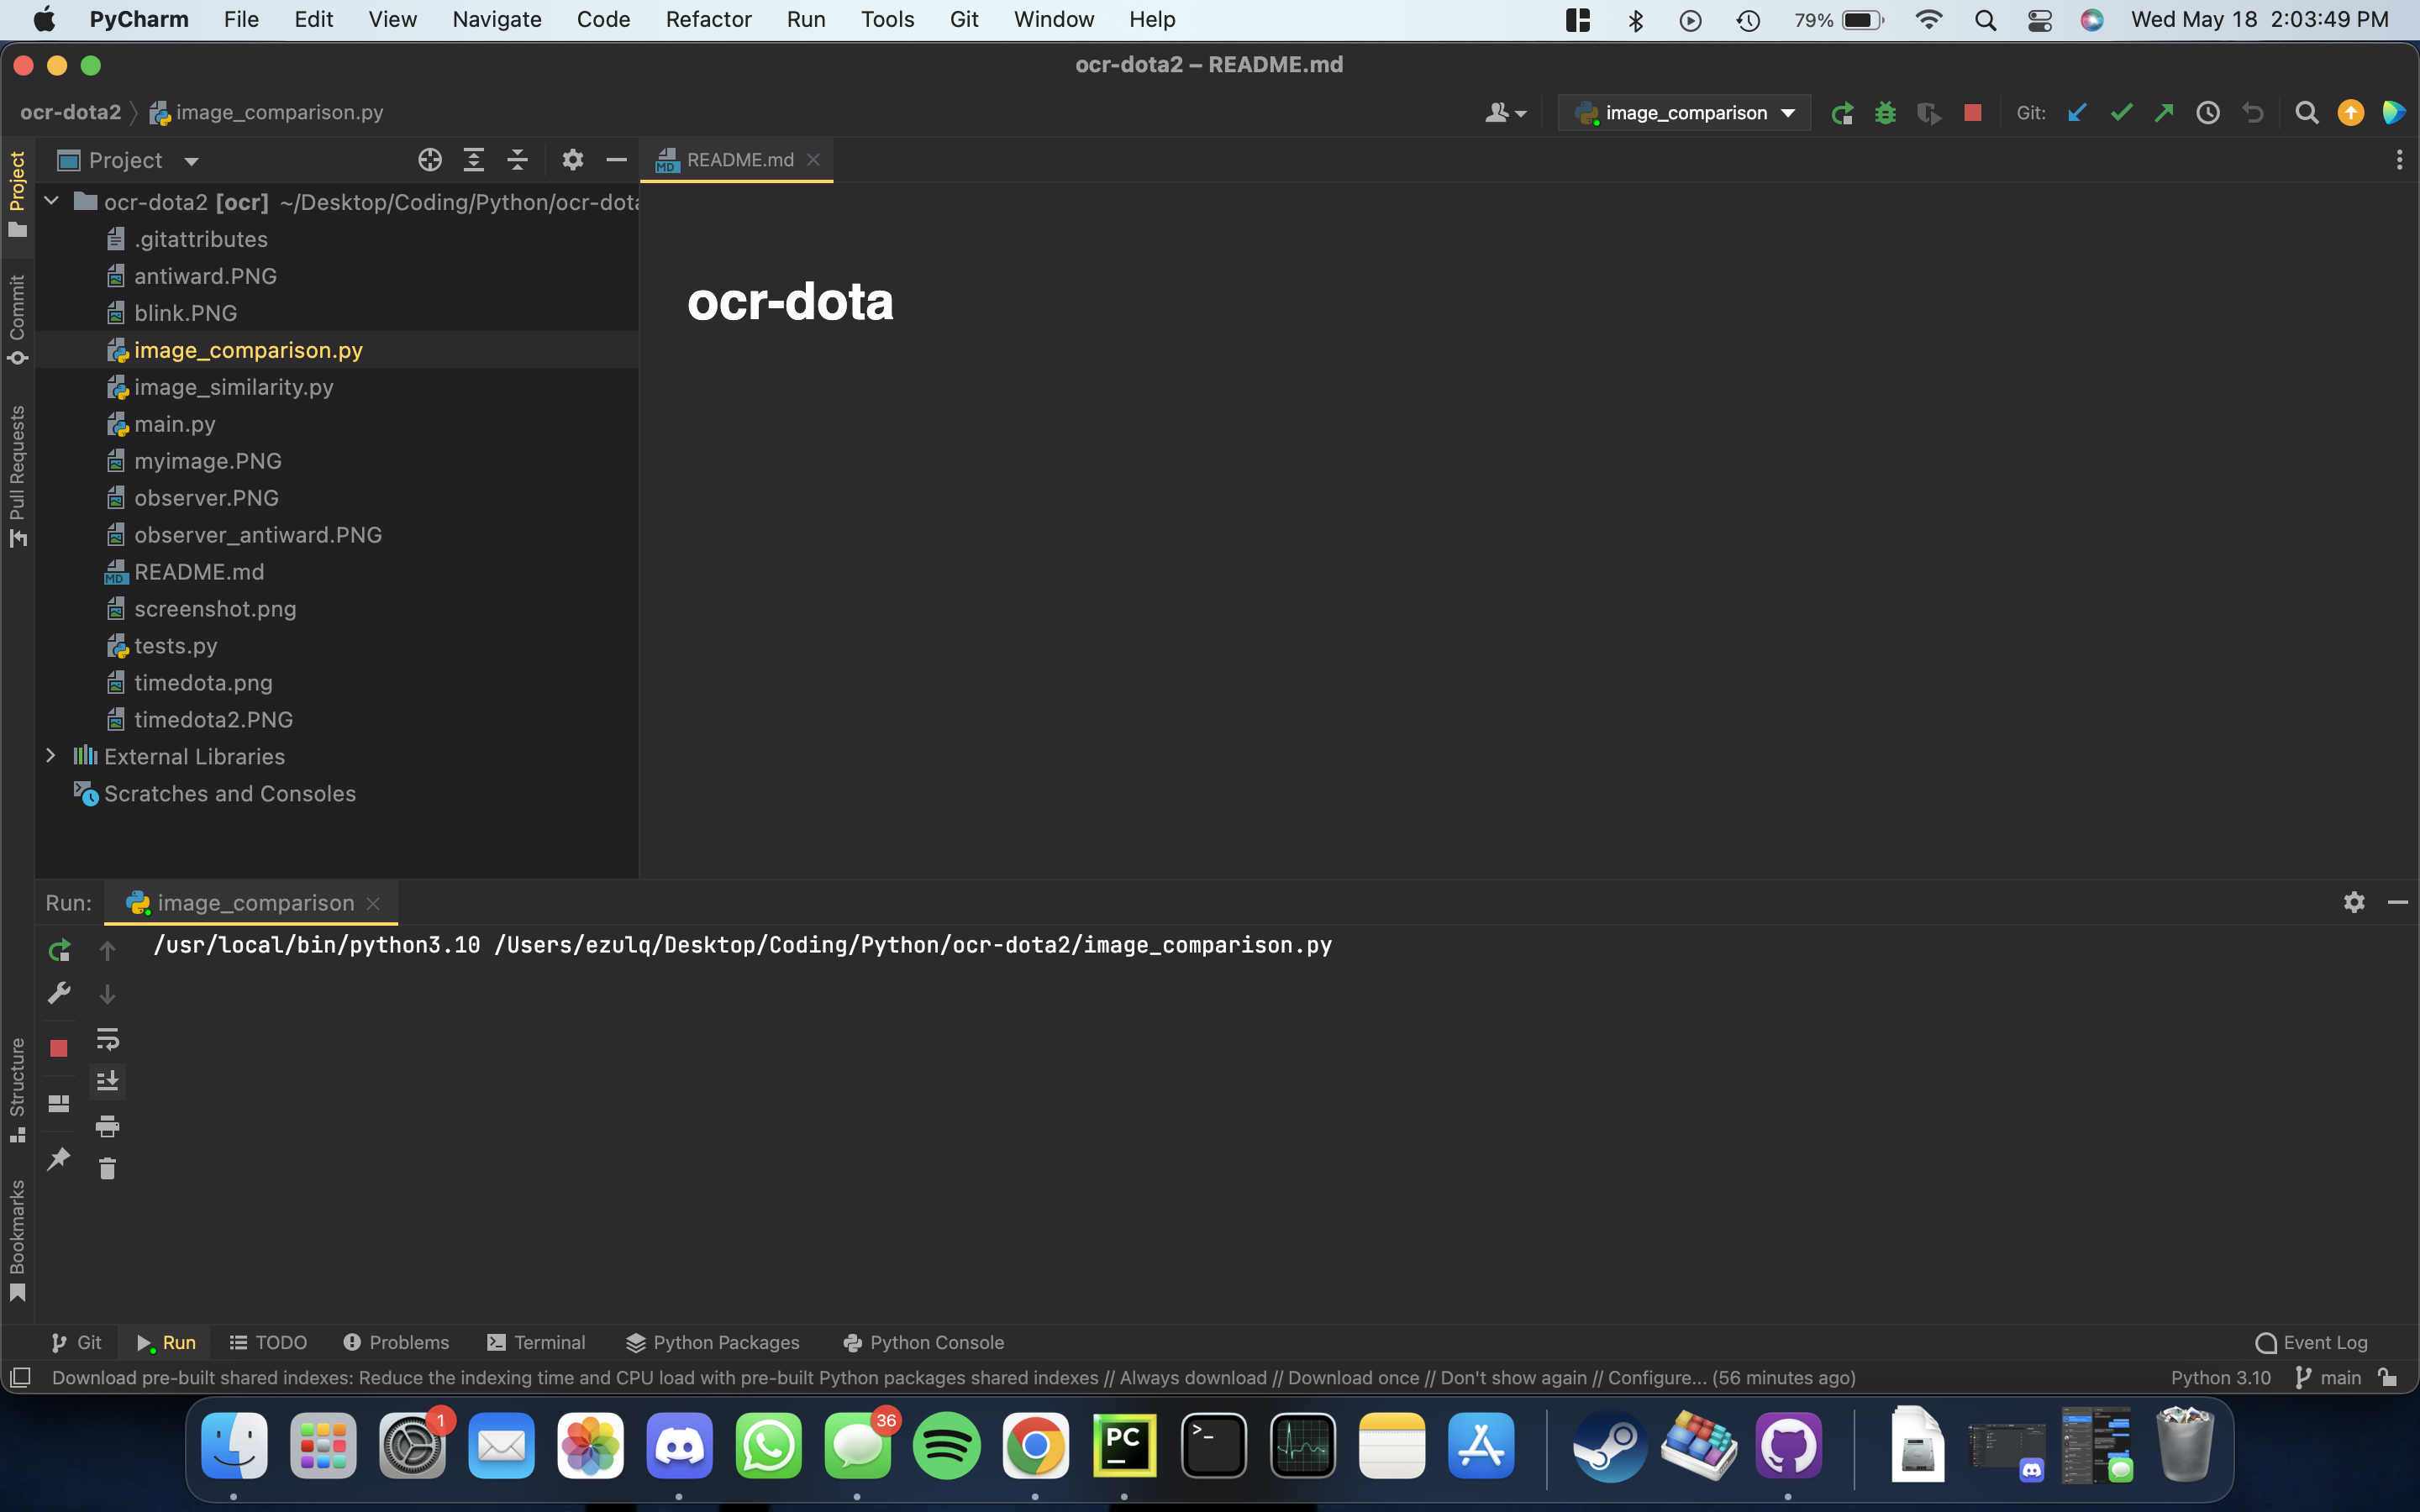 PyCharm File Edit View Navigate Code Refactor Run Tools Git Window Help 79% Wed May 18 2:03:49 PM
ocr-dota2 – README.md
ocr-dota2 image_comparison.py image_comparison Git:
Project README.md
Project
Commit
Pull Requests
ocr-dota2 [ocr] ~/Desktop/Coding/Python/ocr-dota
.gitattributes
antiward.PNG
blink.PNG
image_comparison.py
image_similarity.py
main.py
myimage.PNG
observer.PNG
observer_antiward.PNG
MD README.md
screenshot.png
tests.py
timedota.png
timedota2.PNG
External Libraries
Scratches and Consoles
MD
ocr-dota
Run: image_comparison
/usr/local/bin/python3.10 /Users/ezulq/Desktop/Coding/Python/ocr-dota2/image_comparison.py
Structure
Bookmarks
Git Run TODO Problems Terminal Python Packages Python Console Event Log
Download pre-built shared indexes: Reduce the indexing time and CPU load with pre-built Python packages shared indexes // Always download // Download once // Don't show again // Configure... (56 minutes ago) Python 3.10 main
1 36
PC